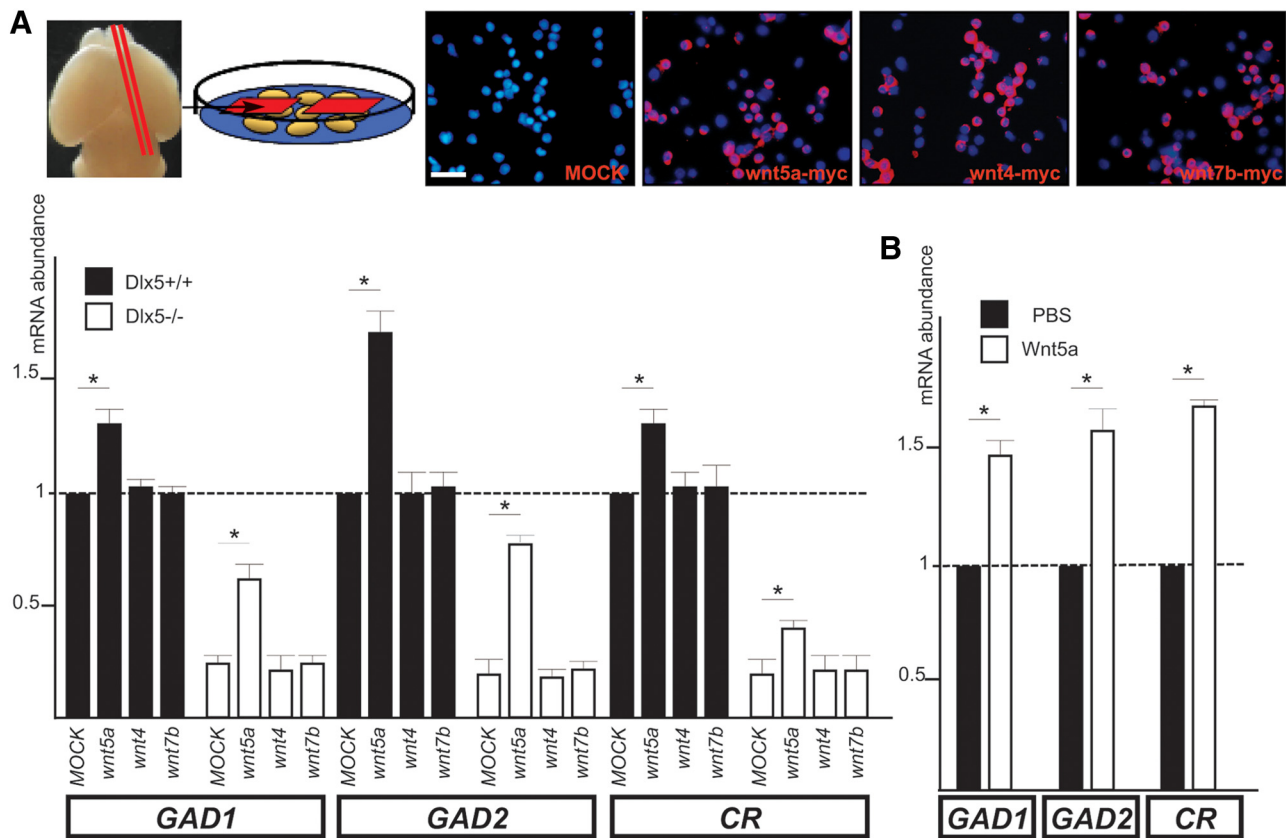 A
MOCK
wnt5a-myc
wnt4-myc
wnt7b-myc
mRNA abundance
Dlx5+/+
Dlx5-/-
1.5
1
0.5
* * * * * *
MOCK wnt5a wnt4 wnt7b MOCK wnt5a wnt4 wnt7b MOCK wnt5a wnt4 wnt7b MOCK wnt5a wnt4 wnt7b MOCK wnt5a wnt4 wnt7b MOCK wnt5a wnt4 wnt7b
GAD1 GAD2 CR
B
mRNA abundance
PBS
Wnt5a
1.5
1
0.5
* * *
GAD1 GAD2 CR